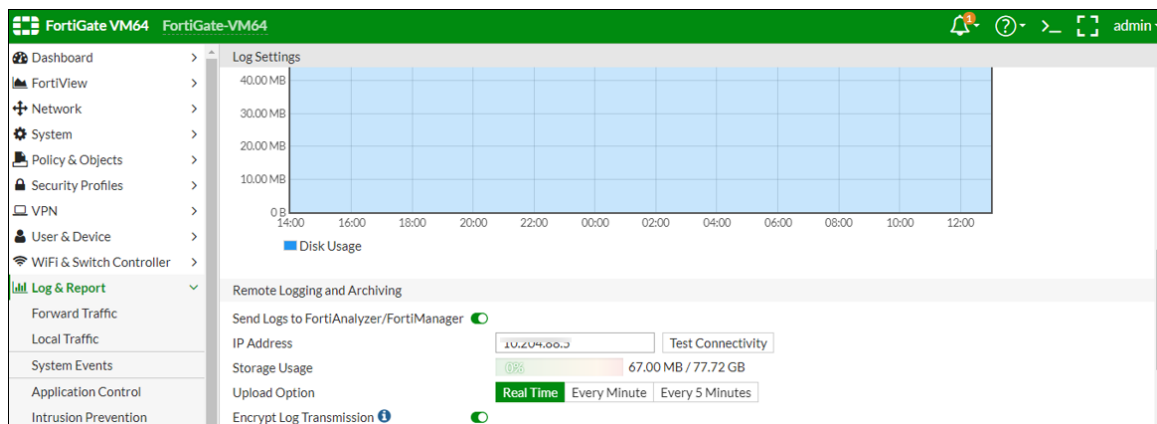 FortiGate VM64 FortiGate-VM64 1 admin
Dashboard
FortiView
Network
System
Policy & Objects
Security Profiles
VPN
User & Device
WiFi & Switch Controller
Log & Report
Forward Traffic
Local Traffic
System Events
Application Control
Intrusion Prevention
Log Settings
40.00 MB
30.00 MB
20.00 MB
10.00 MB
0 B
14:00 16:00 18:00 20:00 22:00 00:00 02:00 04:00 06:00 08:00 10:00 12:00
Disk Usage
Remote Logging and Archiving
Send Logs to FortiAnalyzer/FortiManager
IP Address Test Connectivity
Storage Usage 0% 67.00 MB / 77.72 GB
Upload Option Real Time Every Minute Every 5 Minutes
Encrypt Log Transmission